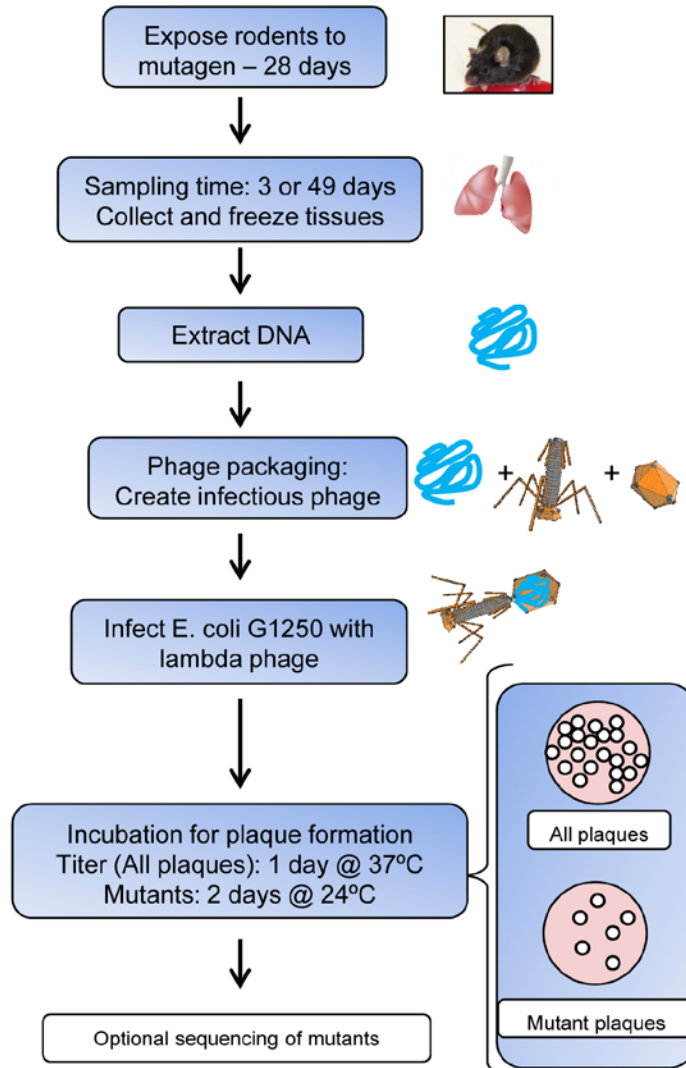 Expose rodents to
mutagen – 28 days
Sampling time: 3 or 49 days
Collect and freeze tissues
Extract DNA
Phage packaging:
Create infectious phage
+
+
Infect E. coli G1250 with
lambda phage
Incubation for plaque formation
Titer (All plaques): 1 day @ 37ºC
Mutants: 2 days @ 24ºC
All plaques
Mutant plaques
Optional sequencing of mutants